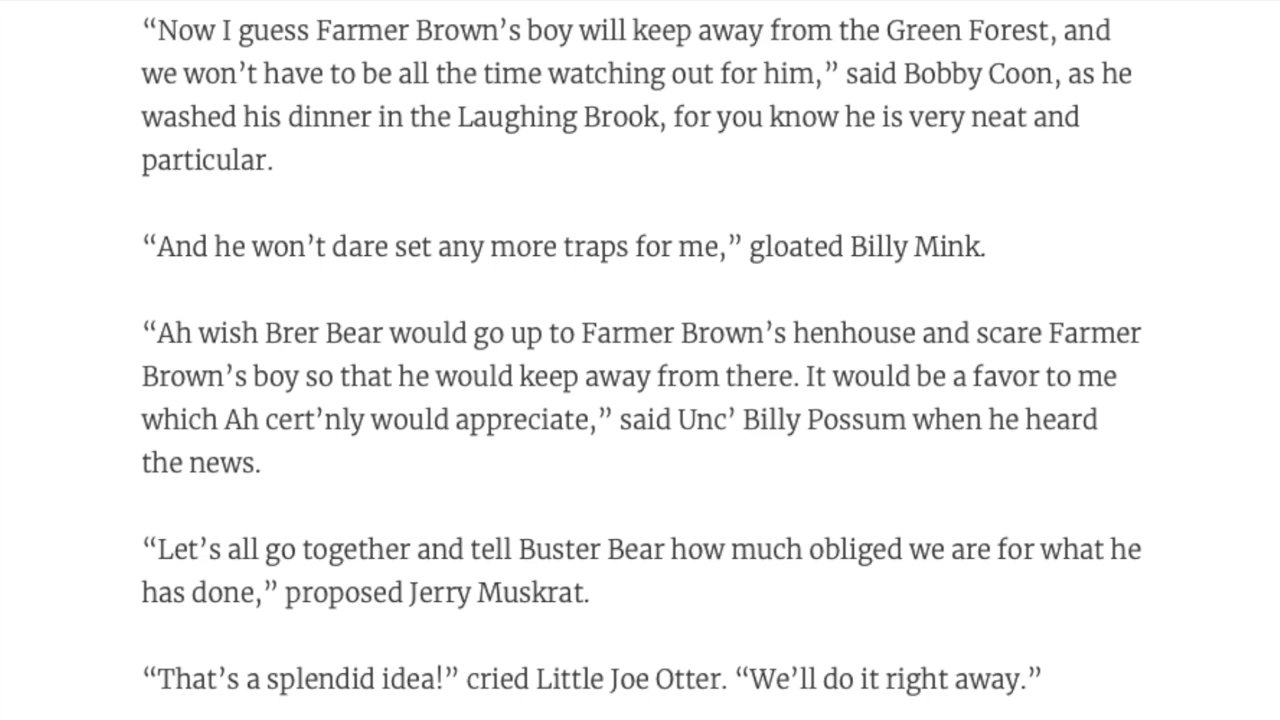 “Now I guess Farmer Brown’s boy will keep away from the Green Forest, and
we won’t have to be all the time watching out for him,” said Bobby Coon, as he
washed his dinner in the Laughing Brook, for you know he is very neat and
particular.
“And he won’t dare set any more traps for me,” gloated Billy Mink.
“Ah wish Brer Bear would go up to Farmer Brown’s henhouse and scare Farmer
Brown’s boy so that he would keep away from there. It would be a favor to me
which Ah cert’nly would appreciate,” said Unc’ Billy Possum when he heard
the news.
“Let’s all go together and tell Buster Bear how much obliged we are for what he
has done,” proposed Jerry Muskrat.
“That’s a splendid idea!” cried Little Joe Otter. “We’ll do it right away.”